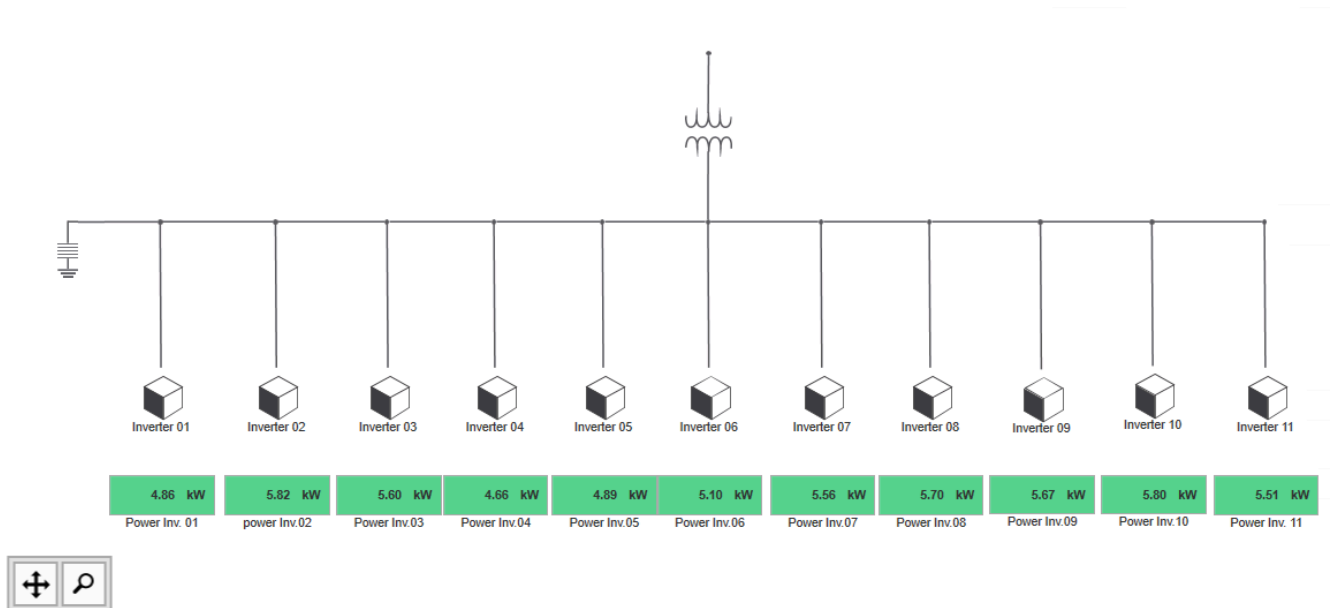 Inverter 01 Inverter 02 Inverter 03 Inverter 04 Inverter 05 Inverter 06 Inverter 07 Inverter 08 Inverter 09 Inverter 10 Inverter 11
4.86 kW 5.82 kW 5.60 kW 4.66 kW 4.89 kW 5.10 kW 5.56 kW 5.70 kW 5.67 kW 5.80 kW 5.51 kW
Power Inv. 01 power Inv.02 Power Inv.03 Power Inv.04 Power Inv.05 Power Inv.06 Power Inv.07 Power Inv.08 Power Inv.09 Power Inv.10 Power Inv. 11